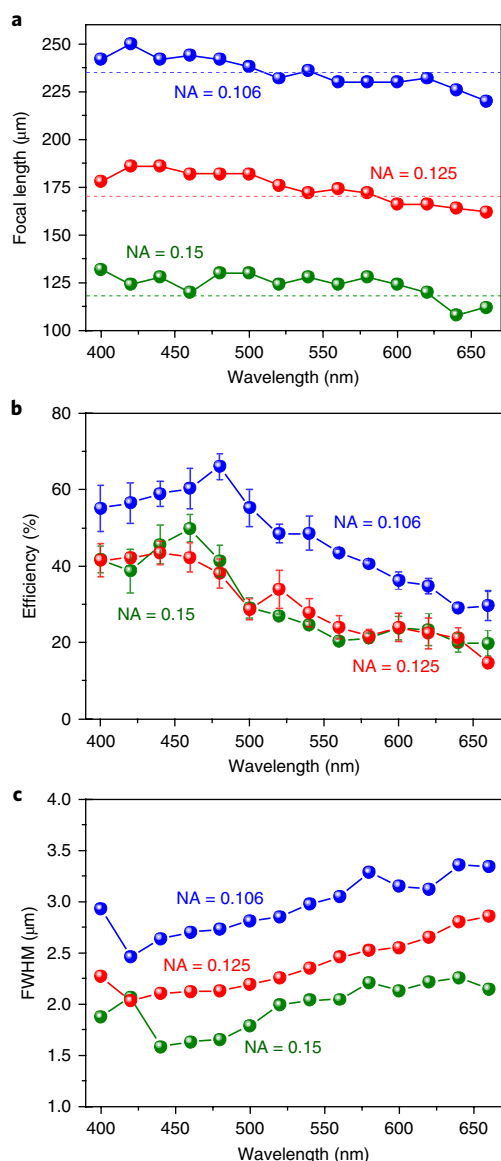 a
250
225
200
175
150
125
100
Focal length (μm)
NA = 0.106
NA = 0.125
NA = 0.15
400 450 500 550 600 650
Wavelength (nm)
b
80
60
40
20
0
Efficiency (%)
NA = 0.106
NA = 0.15
NA = 0.125
400 450 500 550 600 650
Wavelength (nm)
c
4.0
3.5
3.0
2.5
2.0
1.5
1.0
FWHM (μm)
NA = 0.106
NA = 0.125
NA = 0.15
400 450 500 550 600 650
Wavelength (nm)